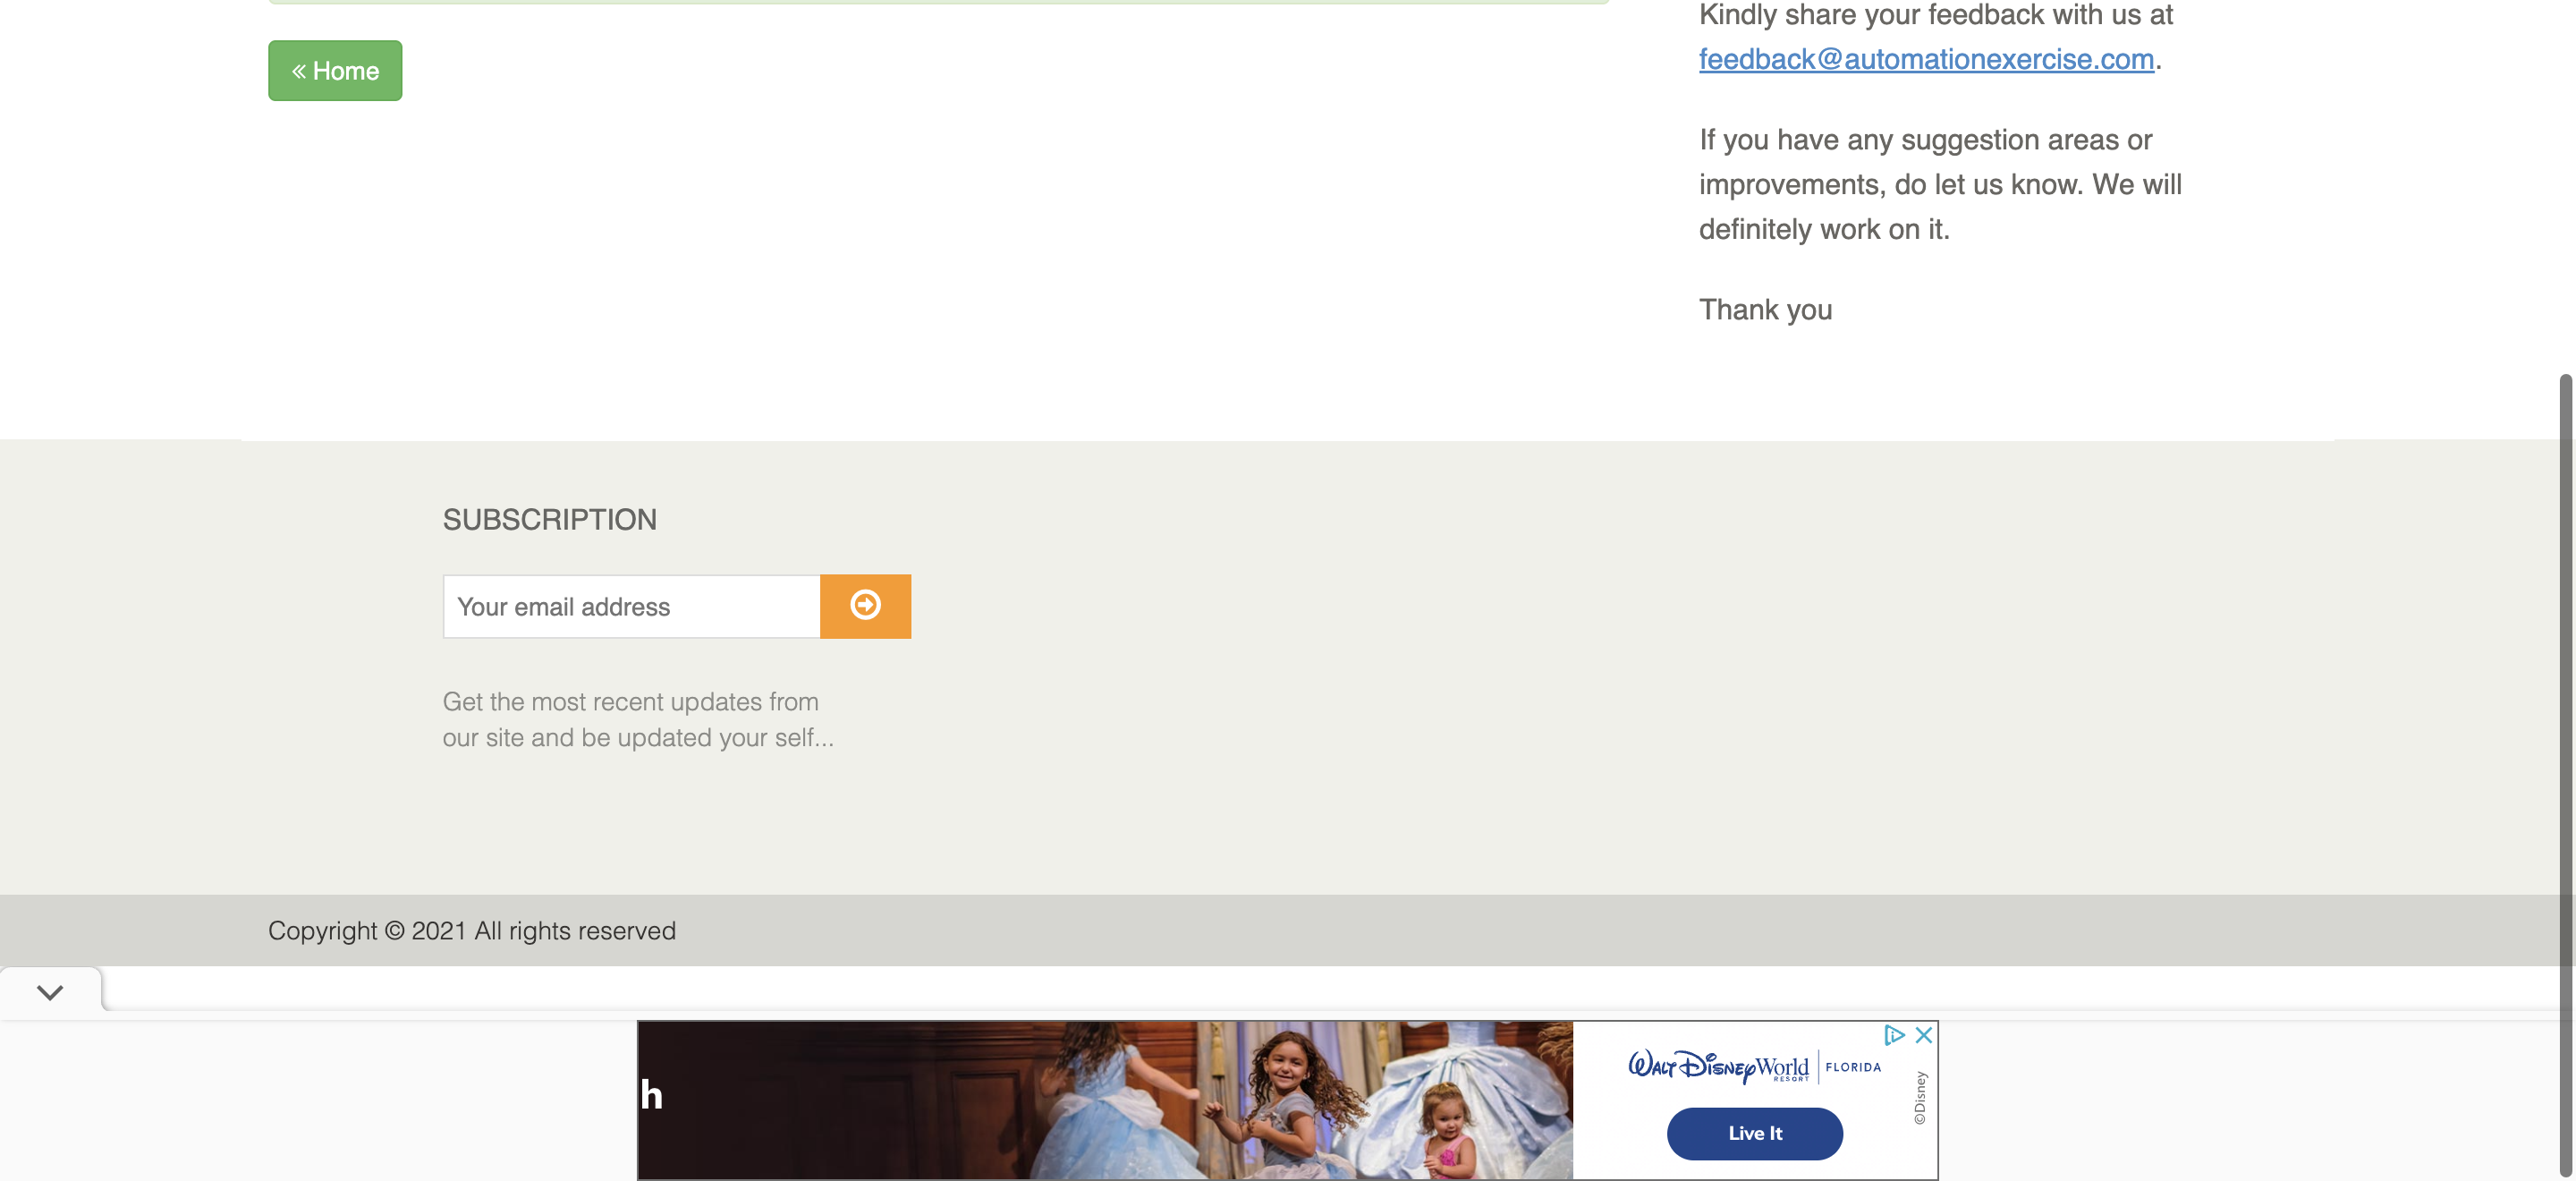 Kindly share your feedback with us at
feedback@automationexercise.com.
« Home
If you have any suggestion areas or
improvements, do let us know. We will
definitely work on it.
Thank you
SUBSCRIPTION
Your email address
Get the most recent updates from
our site and be updated your self...
Copyright © 2021 All rights reserved
h
WALT DISNEY World
RESORT
FLORIDA
©Disney
Live It